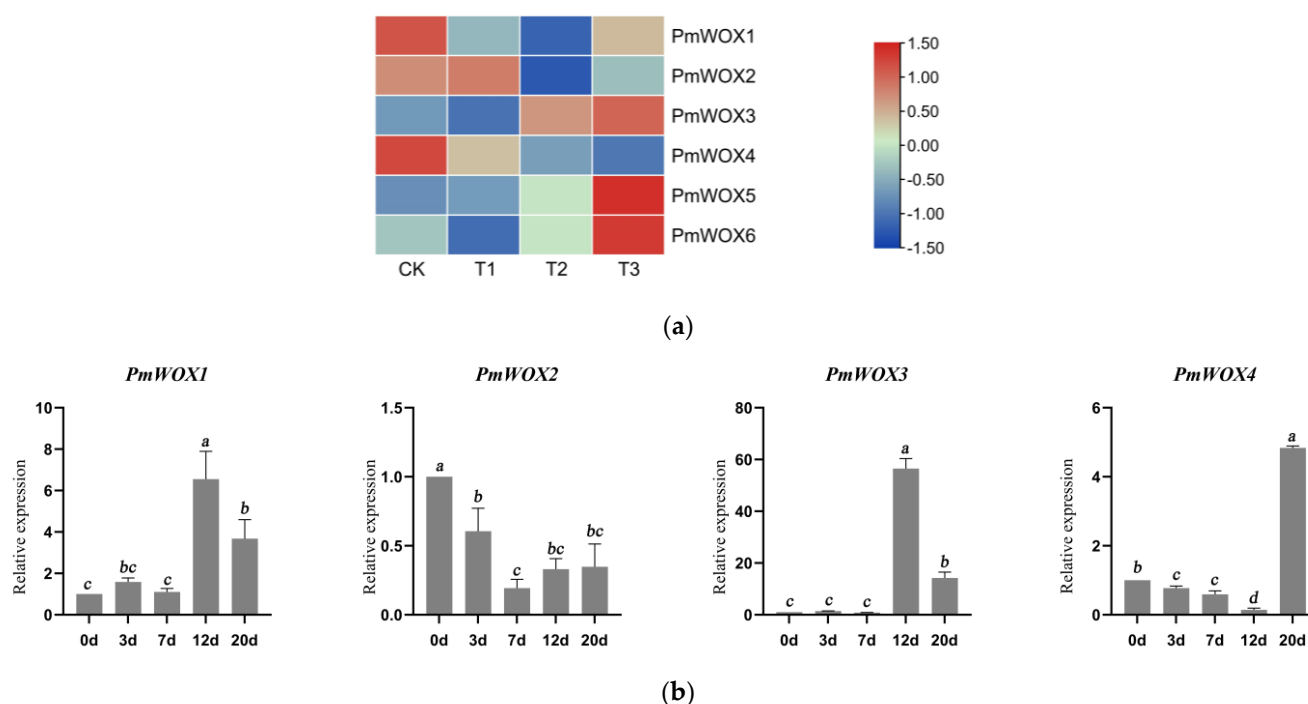 PmWOX1
PmWOX2
PmWOX3
PmWOX4
PmWOX5
PmWOX6
CK T1 T2 T3
1.50
1.00
0.50
0.00
-0.50
-1.00
-1.50
(a)
PmWOX1
Relative expression
10
8
6
4
2
0
c bc c a b
0d 3d 7d 12d 20d
PmWOX2
Relative expression
1.5
1.0
0.5
0.0
a b c bc bc
0d 3d 7d 12d 20d
PmWOX3
Relative expression
80
60
40
20
0
c c c a b
0d 3d 7d 12d 20d
PmWOX4
Relative expression
6
4
2
0
b c c d a
0d 3d 7d 12d 20d
(b)